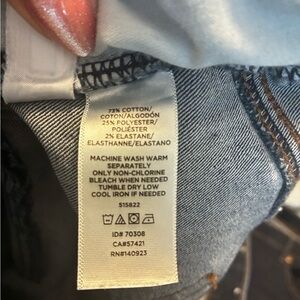 73% COTTON/
COTON/ALGODÓN
25% POLYESTER/
POLIÉSTER
2% ELASTANE/
ELASTHANNE/ELASTANO
MACHINE WASH WARM
SEPARATELY
ONLY NON-CHLORINE
BLEACH WHEN NEEDED
TUMBLE DRY LOW
COOL IRON IF NEEDED
515822
ID# 70308
CA#57421
RN#140923